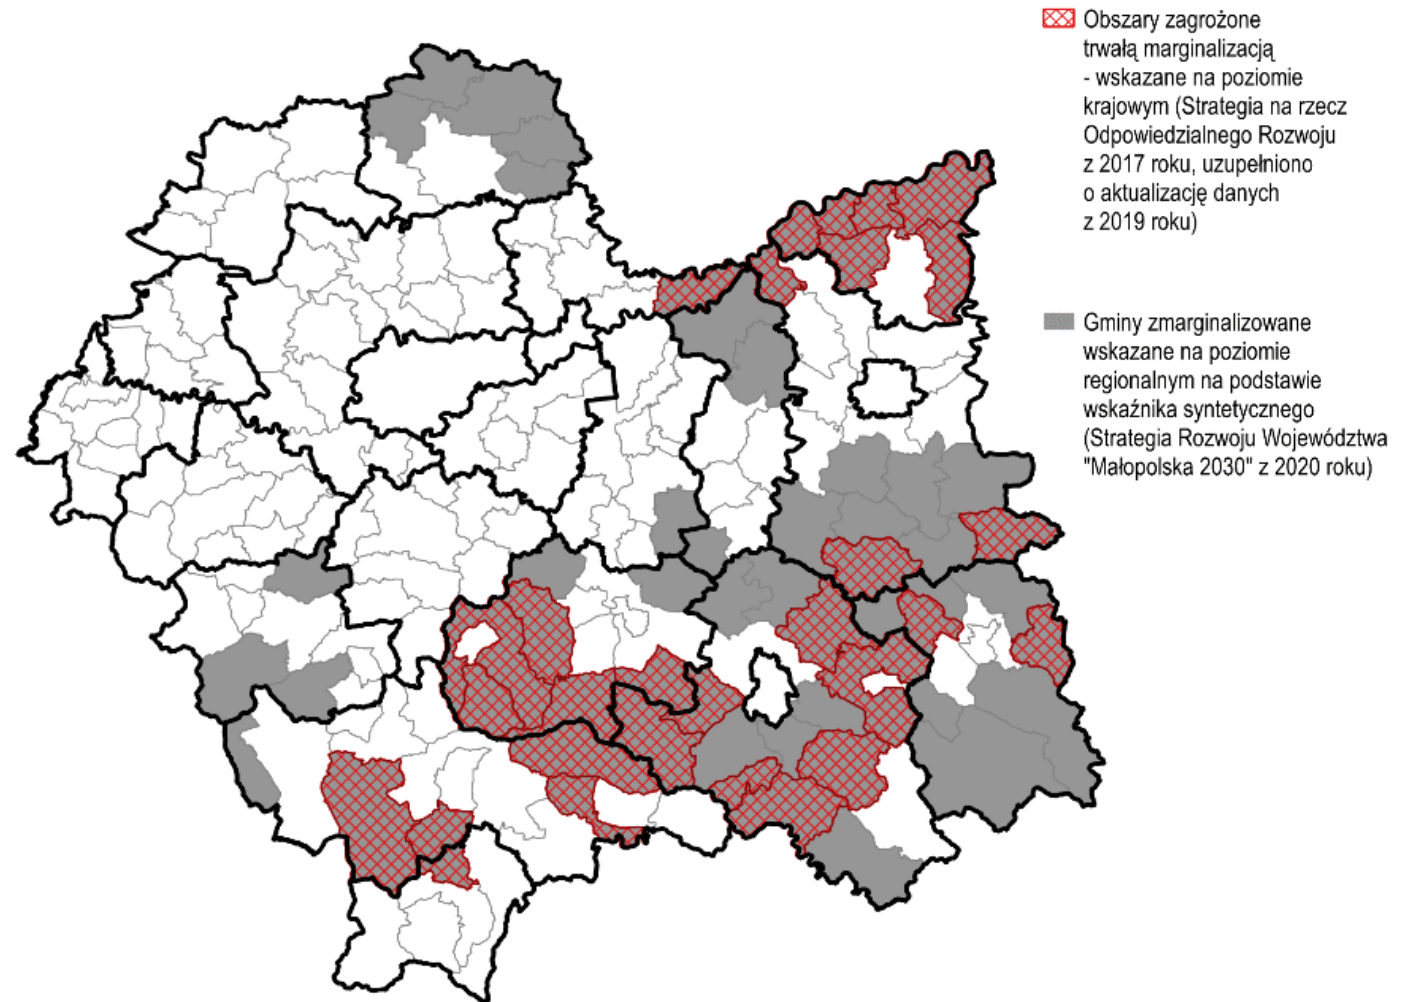 Obszary zagrożone
trwałą marginalizacją
- wskazane na poziomie
krajowym (Strategia na rzecz
Odpowiedzialnego Rozwoju
z 2017 roku, uzupełniono
o aktualizację danych
z 2019 roku)
Gminy zmarginalizowane
wskazane na poziomie
regionalnym na podstawie
wskaźnika syntetycznego
(Strategia Rozwoju Województwa
"Małopolska 2030" z 2020 roku)